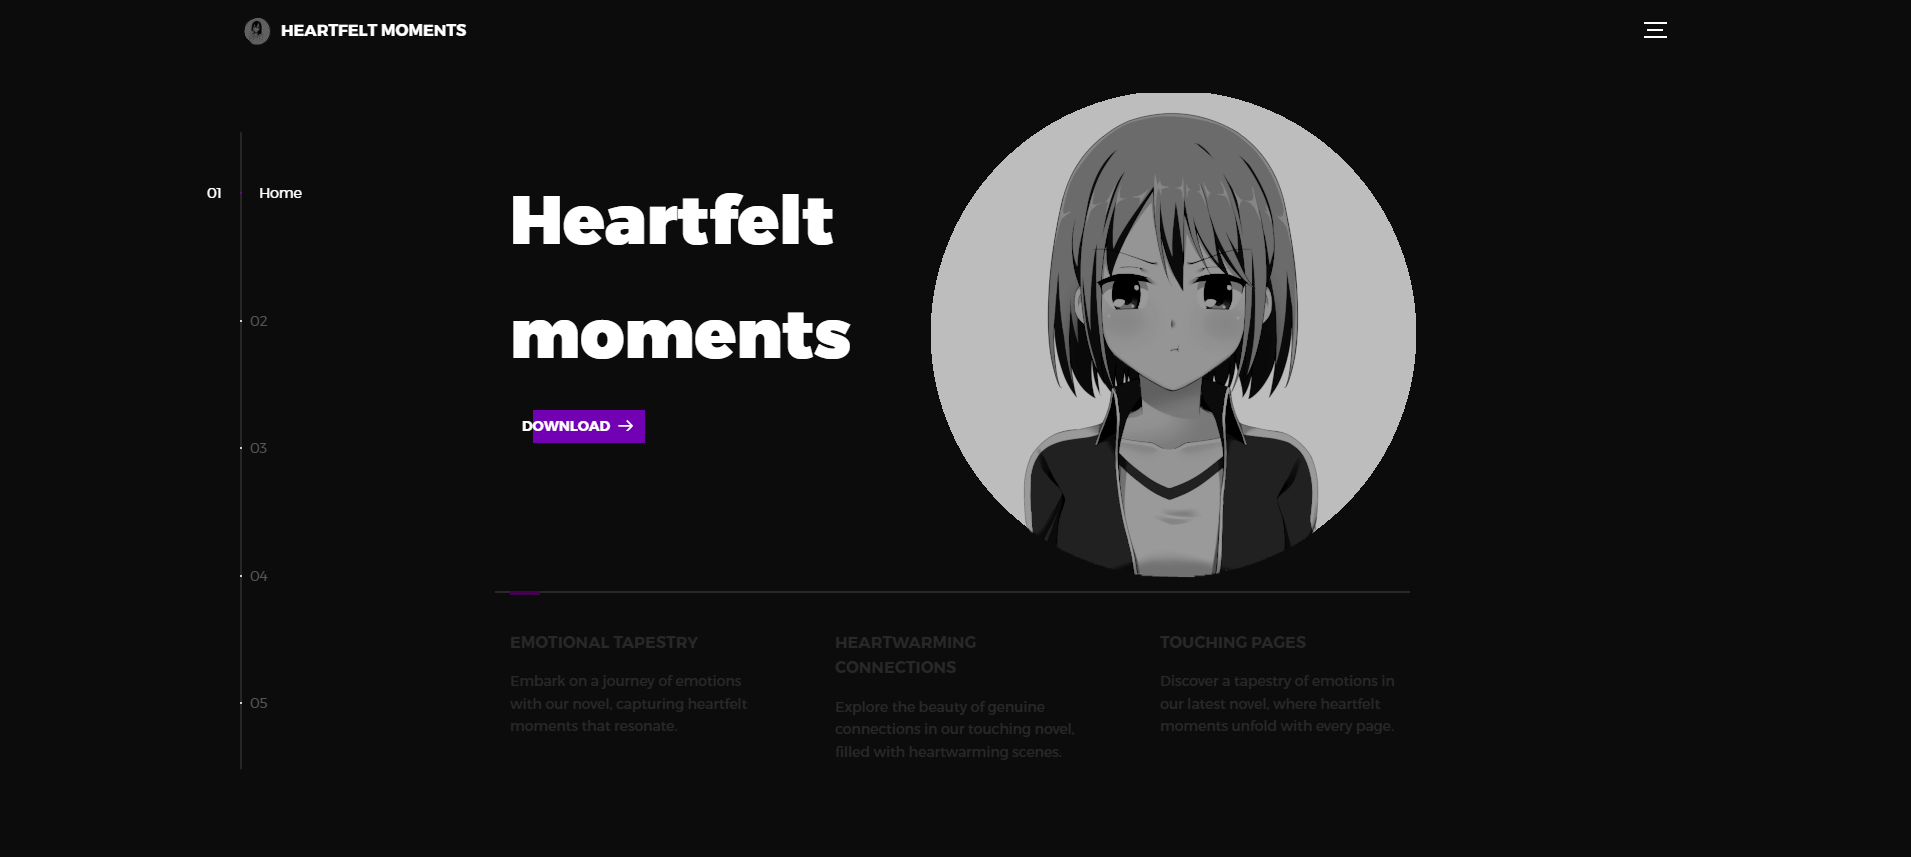 HEARTFELT MOMENTS
01 Home
02
03
04
05
Heartfelt
moments
DOWNLOAD
EMOTIONAL TAPESTRY
Embark on a journey of emotions
with our novel, capturing heartfelt
moments that resonate.
HEARTWARMING
CONNECTIONS
Explore the beauty of genuine
connections in our touching novel,
filled with heartwarming scenes.
TOUCHING PAGES
Discover a tapestry of emotions in
our latest novel, where heartfelt
moments unfold with every page.